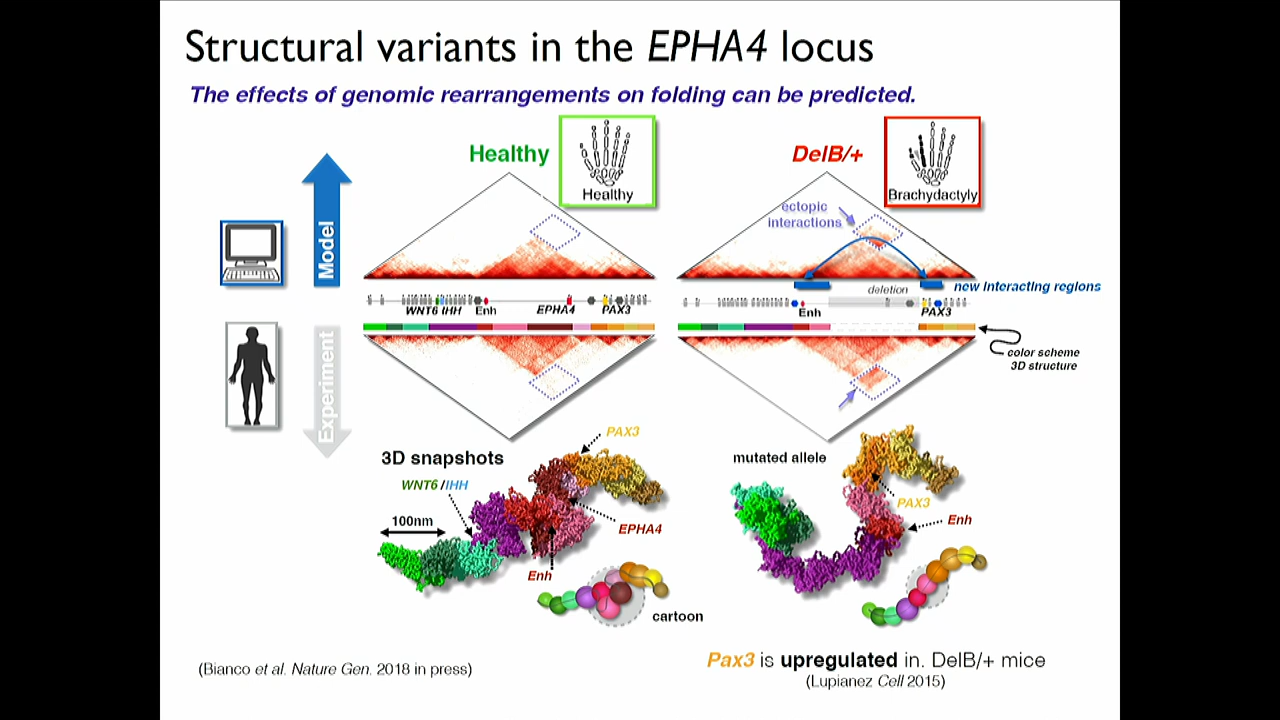 Structural variants in the EPHA4 locus
The effects of genomic rearrangements on folding can be predicted.
Healthy
Healthy
DelB/+
Brachydactyly
Model
ectopic
interactions
deletion
new interacting regions
WNT6 IHH Enh EPHA4 PAX3
Enh PAX3
Experiment
color scheme
3D structure
3D snapshots
PAX3
WNT6/IHH
100nm
EPHA4
Enh
cartoon
mutated allele
PAX3
Enh
(Bianco et al. Nature Gen. 2018 in press)
Pax3 is upregulated in. DelB/+ mice
(Lupianez Cell 2015)